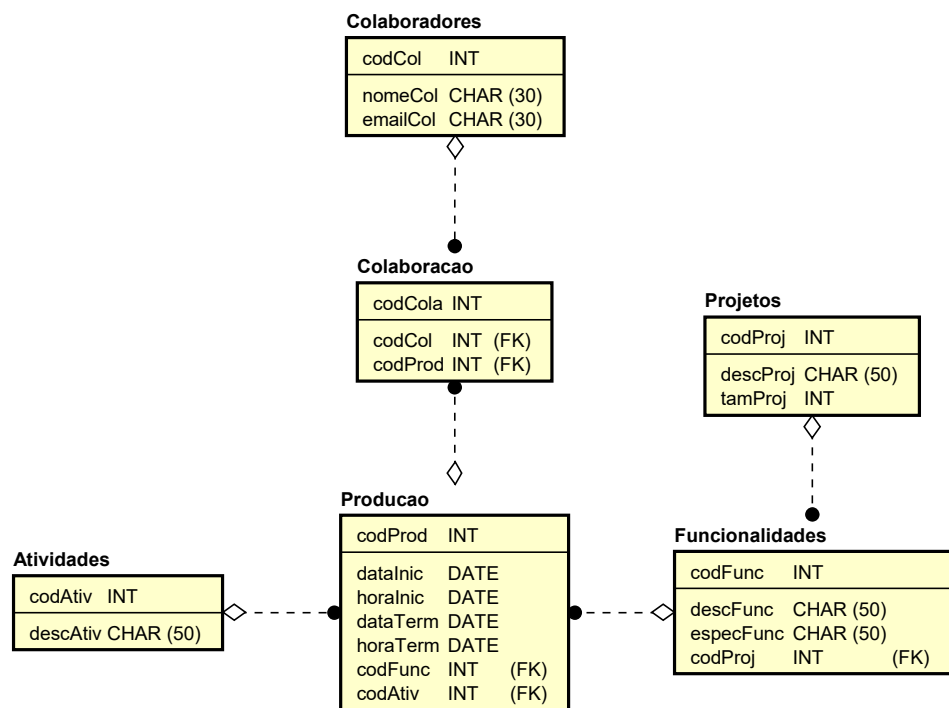 Colaboradores
codCol INT
nomeCol CHAR (30)
emailCol CHAR (30)
Colaboracao
codCola INT
codCol INT (FK)
codProd INT (FK)
Projetos
codProj INT
descProj CHAR (50)
tamProj INT
Producao
codProd INT
dataInic DATE
horaInic DATE
dataTerm DATE
horaTerm DATE
codFunc INT (FK)
codAtiv INT (FK)
Atividades
codAtiv INT
descAtiv CHAR (50)
Funcionalidades
codFunc INT
descFunc CHAR (50)
especFunc CHAR (50)
codProj INT (FK)